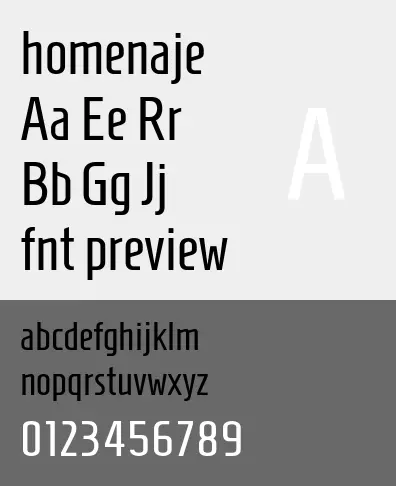 homenaje
Aa Ee Rr
A
Bb Gg Jj
fnt preview
abcdefghijklm
nopqrstuvwxyz
0123456789